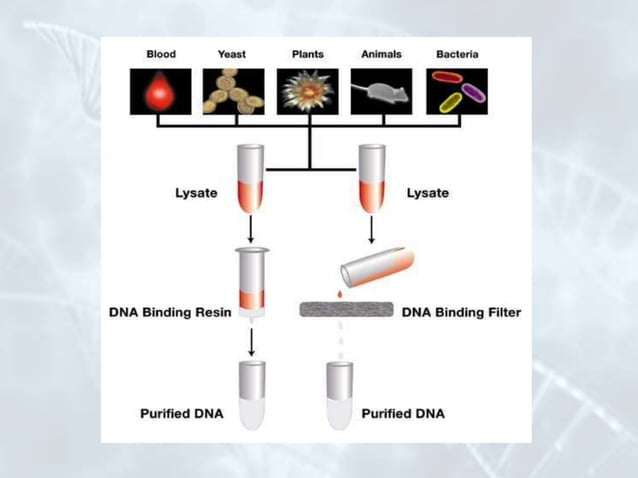 Blood
Yeast
Plants
Animals
Bacteria
Lysate
Lysate
DNA Binding Resin
DNA Binding Filter
Purified DNA
Purified DNA